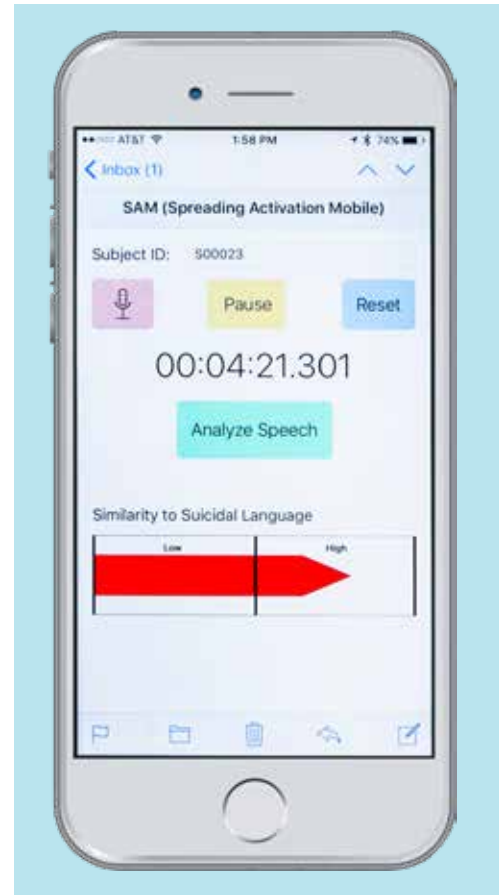 AT&T 1:58 PM 74%
Inbox (1)
SAM (Spreading Activation Mobile)
Subject ID: S00023
Pause Reset
00:04:21.301
Analyze Speech
Similarity to Suicidal Language
Low High